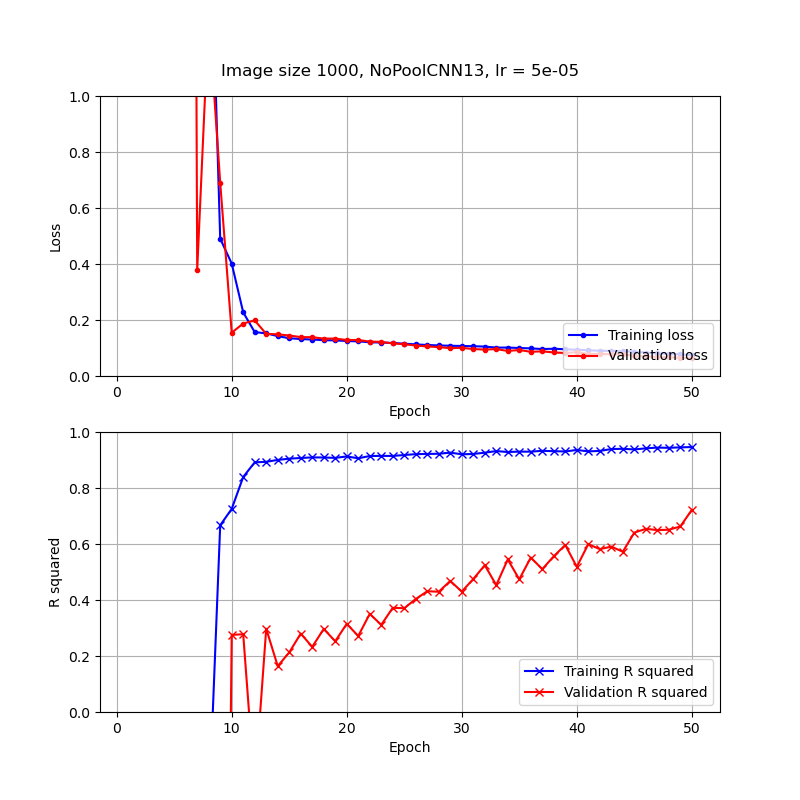 Image size 1000, NoPoolCNN13, lr = 5e-05
1.0
0.8
0.6
0.4
0.2
0.0
Loss
Training loss
Validation loss
0 10 20 30 40 50
Epoch
1.0
0.8
0.6
0.4
0.2
0.0
R squared
Training R squared
Validation R squared
0 10 20 30 40 50
Epoch